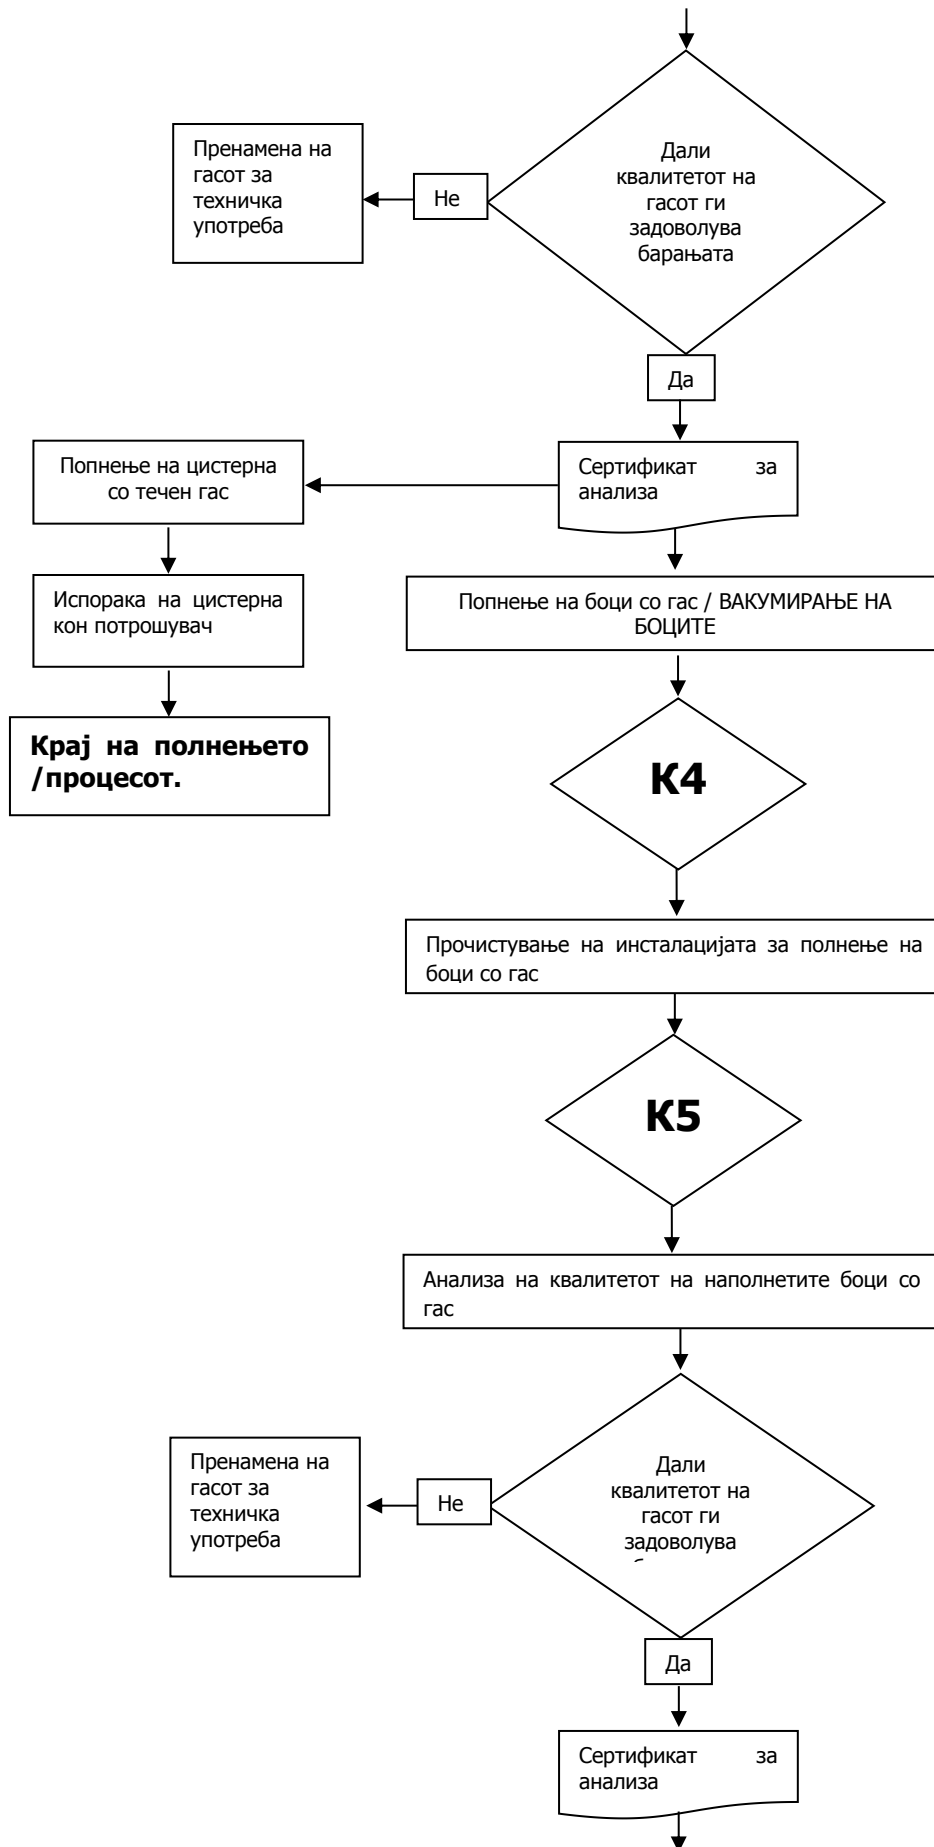 Дали
квалитетот на
гасот ги
задоволува
барањата
Пренамена на
гасот за
техничка
употреба
Не
Да
Сертификат за
анализа
Попнење на цистерна
со течен гас
Испорака на цистерна
кон потрошувач
Крај на полнењето
/процесот.
Попнење на боци со гас / ВАКУМИРАЊЕ НА
БОЦИТЕ
К4
Прочистување на инсталацијата за полнење на
боци со гас
К5
Анализа на квалитетот на наполнетите боци со
гас
Дали
квалитетот на
гасот ги
задоволува
Пренамена на
гасот за
техничка
употреба
Не
Да
Сертификат за
анализа